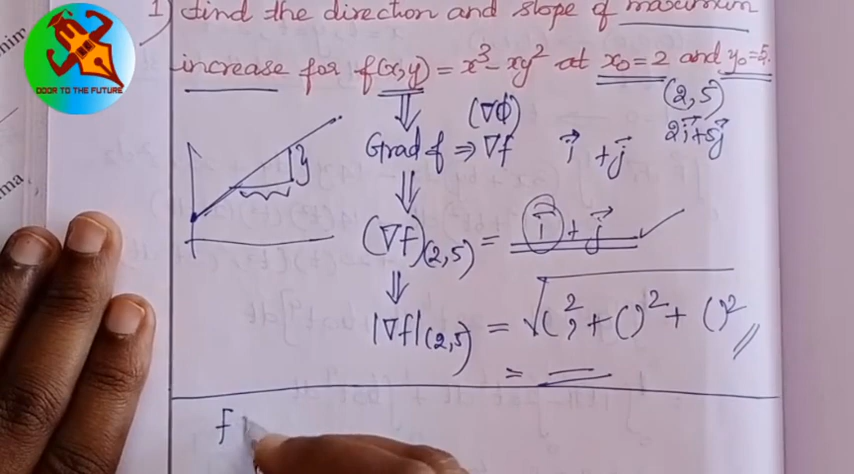 1) find the direction and slope of maximum
increase for f(x,y) = x³ - xy² at x₀ = 2 and y₀ = 5.
DOOR TO THE FUTURE
(∇ϕ) (2,5)
Grad f ⇒ ∇f i⃗ + j⃗ 2i⃗ + 5j⃗
y
(∇f)(2,5) = i⃗ + j⃗
|∇f|(2,5) = √( )² + ( )² + ( )²
=
f